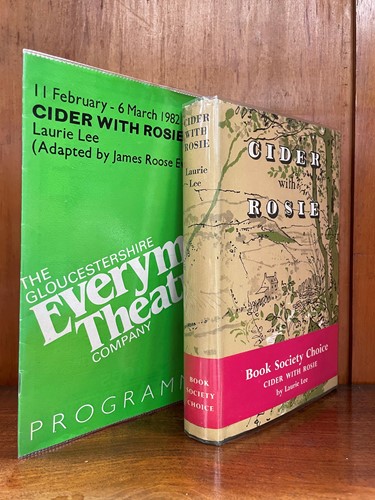 11 February - 6 March 1982
CIDER WITH ROSIE
Laurie Lee
(Adapted by James Roose
THE
GLOUCESTERSHIRE
Everym
Theat
COMPANY
PROGRAM
CIDER
WITH
ROSIE
Laurie
Lee
BOOK
SOCIETY
CHOICE
CIDER
with
ROSIE
Book Society Choice
CIDER WITH ROSIE
by Laurie Lee